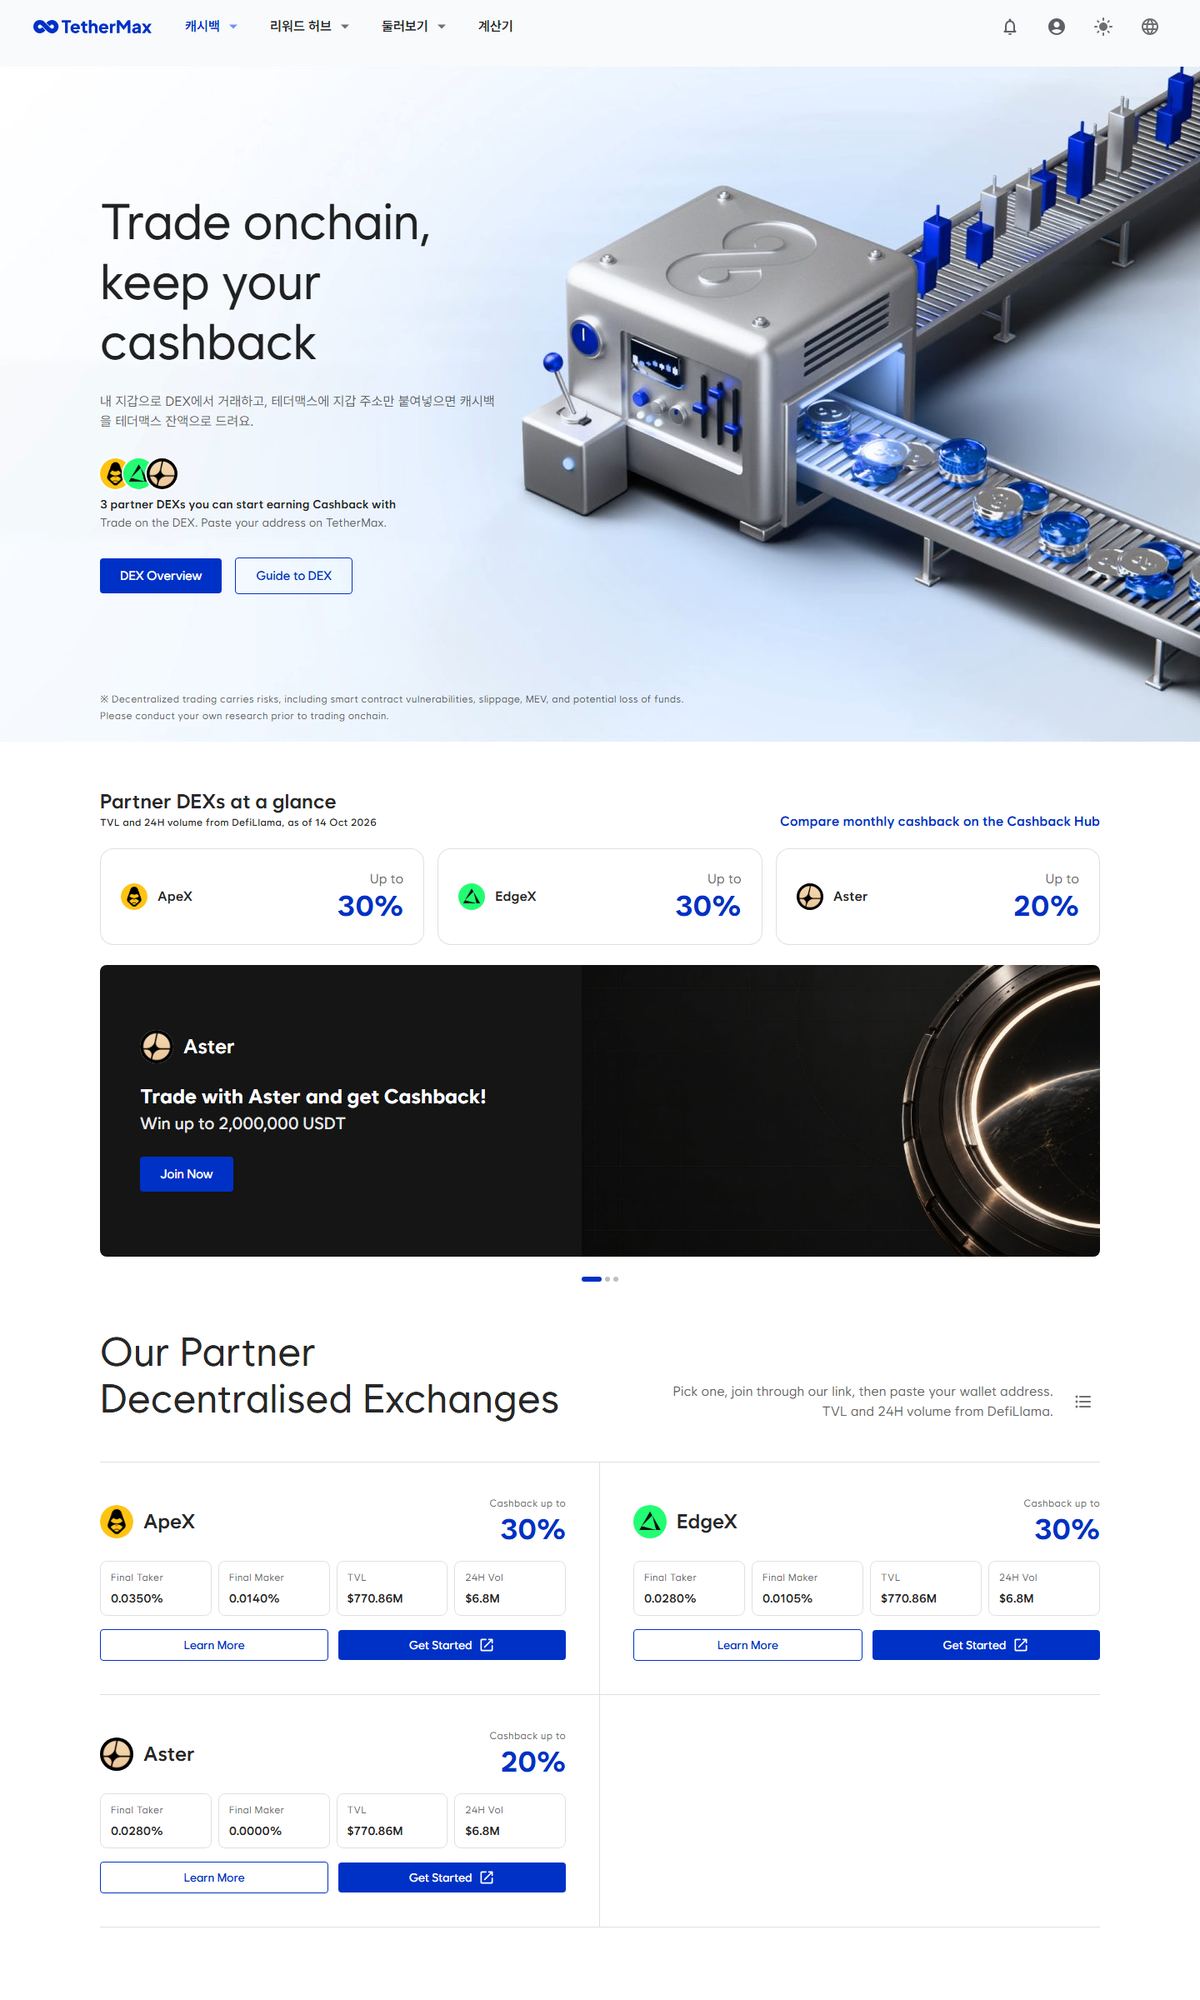 TetherMax
캐시백
리워드 허브
둘러보기
계산기
Trade onchain,
keep your
cashback
내 지갑으로 DEX에서 거래하고, 테더맥스에 지갑 주소만 붙여넣으면 캐시백
을 테더맥스 잔액으로 드려요.
3 partner DEXs you can start earning Cashback with
Trade on the DEX. Paste your address on TetherMax.
DEX Overview
Guide to DEX
※ Decentralized trading carries risks, including smart contract vulnerabilities, slippage, MEV, and potential loss of funds.
Please conduct your own research prior to trading onchain.
Partner DEXs at a glance
TVL and 24H volume from DefiLlama, as of 14 Oct 2026
Compare monthly cashback on the Cashback Hub
ApeX
Up to
30%
EdgeX
Up to
30%
Aster
Up to
20%
Aster
Trade with Aster and get Cashback!
Win up to 2,000,000 USDT
Join Now
Our Partner
Decentralised Exchanges
Pick one, join through our link, then paste your wallet address.
TVL and 24H volume from DefiLlama.
ApeX
Cashback up to
30%
Final Taker
0.0350%
Final Maker
0.0140%
TVL
$770.86M
24H Vol
$6.8M
Learn More
Get Started
EdgeX
Cashback up to
30%
Final Taker
0.0280%
Final Maker
0.0105%
TVL
$770.86M
24H Vol
$6.8M
Learn More
Get Started
Aster
Cashback up to
20%
Final Taker
0.0280%
Final Maker
0.0000%
TVL
$770.86M
24H Vol
$6.8M
Learn More
Get Started